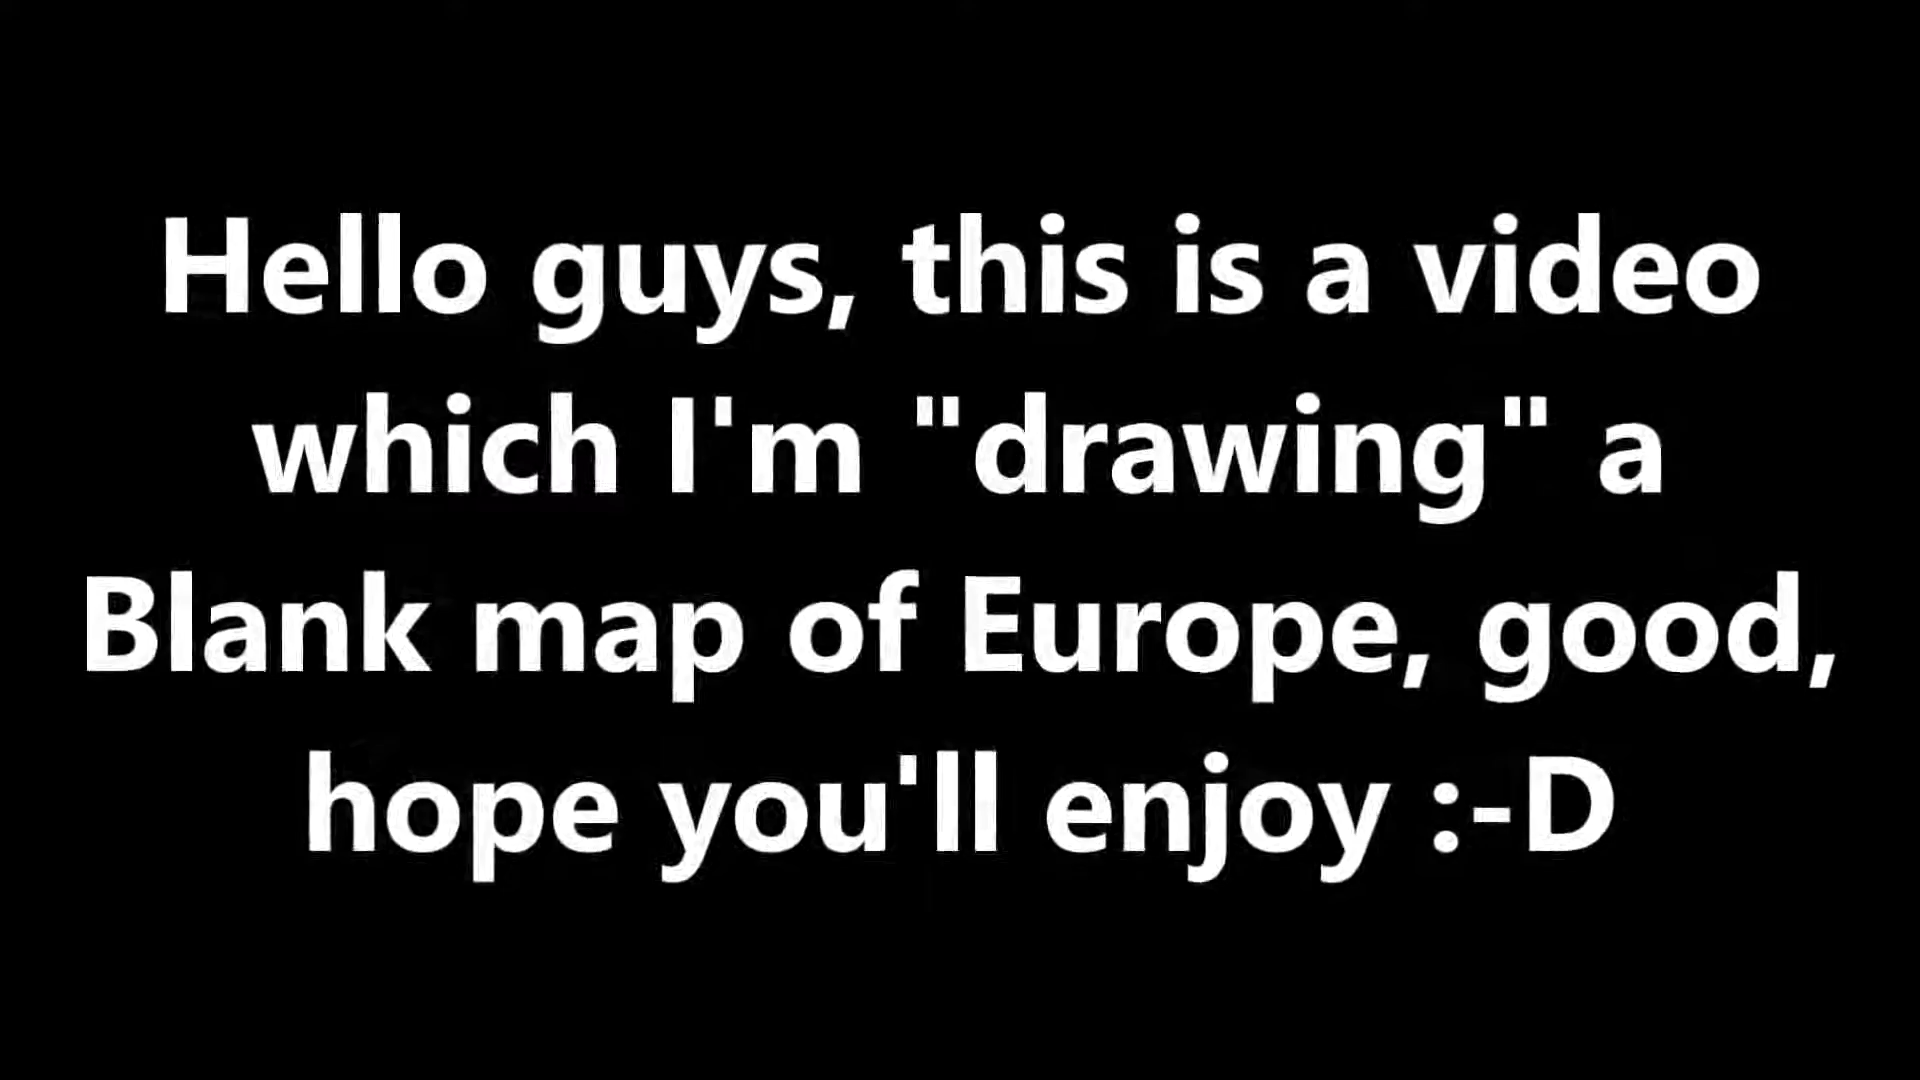 Hello guys, this is a video
which I'm "drawing" a
Blank map of Europe, good,
hope you'll enjoy :-D